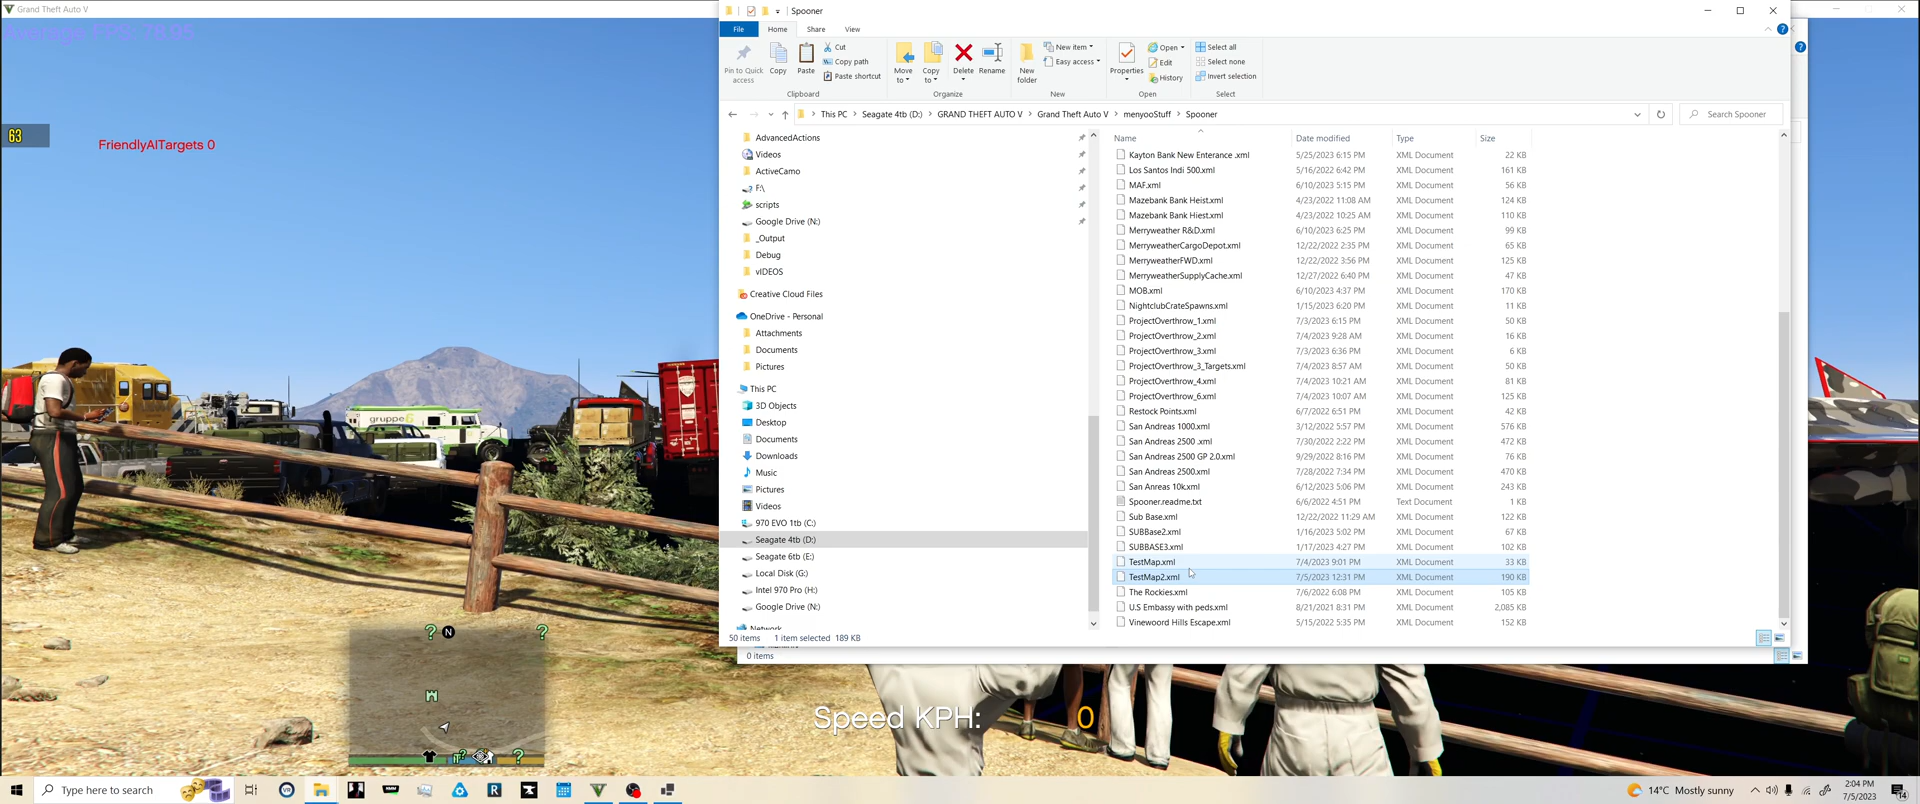 Grand Theft Auto V
Average FPS: 78.95
63
FriendlyAITargets 0
Spooner
File
Home
Share
View
Pin to Quick access
Copy
Paste
Cut
Copy path
Paste shortcut
Clipboard
Move to
Copy to
Delete
Rename
Organize
New folder
New item
Easy access
New
Properties
Open
Edit
History
Open
Select all
Select none
Invert selection
Select
This PC > Seagate 4tb (D:) > GRAND THEFT AUTO V > Grand Theft Auto V > menyooStuff > Spooner
Search Spooner
AdvancedActions
Videos
ActiveCamo
F:\
scripts
Google Drive (N:)
_Output
Debug
vIDEOS
Creative Cloud Files
OneDrive - Personal
Attachments
Documents
Pictures
This PC
3D Objects
Desktop
Documents
Downloads
Music
Pictures
Videos
970 EVO 1tb (C:)
Seagate 4tb (D:)
Seagate 6tb (E:)
Local Disk (G:)
Intel 970 Pro (H:)
Google Drive (N:)
Network
Name Date modified Type Size
Kayton Bank New Enterance .xml 5/25/2023 6:15 PM XML Document 22 KB
Los Santos Indi 500.xml 5/16/2022 6:42 PM XML Document 161 KB
MAF.xml 6/10/2023 5:15 PM XML Document 56 KB
Mazebank Bank Heist.xml 4/23/2022 11:08 AM XML Document 124 KB
Mazebank Bank Hiest.xml 4/23/2022 10:25 AM XML Document 110 KB
Merryweather R&D.xml 6/10/2023 6:25 PM XML Document 99 KB
MerryweatherCargoDepot.xml 12/22/2022 2:35 PM XML Document 65 KB
MerryweatherFWD.xml 12/22/2022 3:56 PM XML Document 125 KB
MerryweatherSupplyCache.xml 12/27/2022 6:40 PM XML Document 47 KB
MOB.xml 6/10/2023 4:37 PM XML Document 170 KB
NightclubCrateSpawns.xml 1/15/2023 6:20 PM XML Document 11 KB
ProjectOverthrow_1.xml 7/3/2023 6:15 PM XML Document 50 KB
ProjectOverthrow_2.xml 7/4/2023 9:28 AM XML Document 16 KB
ProjectOverthrow_3.xml 7/3/2023 6:36 PM XML Document 6 KB
ProjectOverthrow_3_Targets.xml 7/4/2023 8:57 AM XML Document 50 KB
ProjectOverthrow_4.xml 7/4/2023 10:21 AM XML Document 81 KB
ProjectOverthrow_6.xml 7/4/2023 10:07 AM XML Document 125 KB
Restock Points.xml 6/7/2022 6:51 PM XML Document 42 KB
San Andreas 1000.xml 3/12/2022 5:57 PM XML Document 576 KB
San Andreas 2500 .xml 7/30/2022 2:22 PM XML Document 472 KB
San Andreas 2500 GP 2.0.xml 9/29/2022 8:16 PM XML Document 76 KB
San Andreas 2500.xml 7/28/2022 7:34 PM XML Document 470 KB
San Anreas 10k.xml 6/12/2023 5:06 PM XML Document 243 KB
Spooner.readme.txt 6/6/2022 4:51 PM Text Document 1 KB
Sub Base.xml 12/22/2022 11:29 AM XML Document 122 KB
SUBBase2.xml 1/16/2023 5:02 PM XML Document 67 KB
SUBBASE3.xml 1/17/2023 4:27 PM XML Document 102 KB
TestMap.xml 7/4/2023 9:01 PM XML Document 33 KB
TestMap2.xml 7/5/2023 12:31 PM XML Document 190 KB
The Rockies.xml 7/6/2022 6:08 PM XML Document 105 KB
U.S Embassy with peds.xml 8/21/2021 8:31 PM XML Document 2,085 KB
Vinewoord Hills Escape.xml 5/15/2022 5:35 PM XML Document 152 KB
50 items 1 item selected 189 KB
0 items
gruppe6
N
Speed KPH: 0
Type here to search
14°C Mostly sunny
2:04 PM
7/5/2023